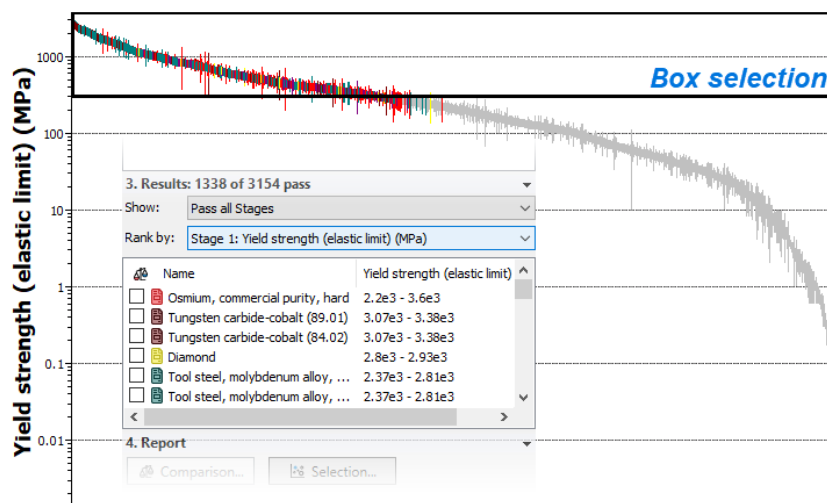 Yield strength (elastic limit) (MPa)
1000
100
10
1
0.1
0.01
Box selection
3. Results: 1338 of 3154 pass
Show: Pass all Stages
Rank by: Stage 1: Yield strength (elastic limit) (MPa)
Name Yield strength (elastic limit)
Osmium, commercial purity, hard 2.2e3 - 3.6e3
Tungsten carbide-cobalt (89.01) 3.07e3 - 3.38e3
Tungsten carbide-cobalt (84.02) 3.07e3 - 3.38e3
Diamond 2.8e3 - 2.93e3
Tool steel, molybdenum alloy, ... 2.37e3 - 2.81e3
Tool steel, molybdenum alloy, ... 2.37e3 - 2.81e3
4. Report
Comparison... Selection...